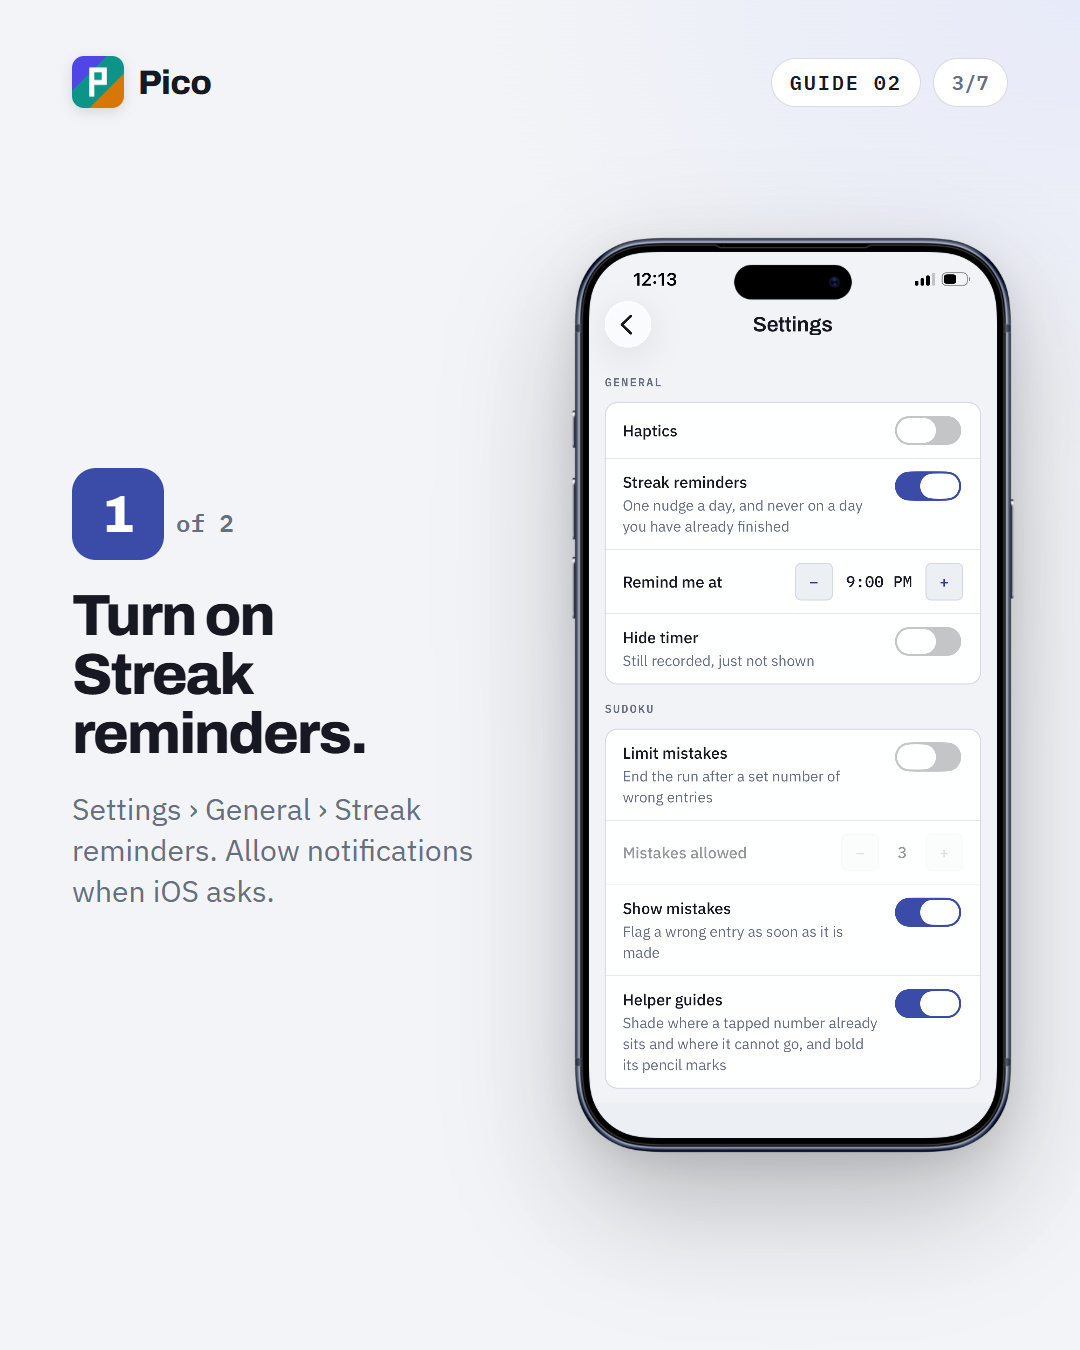 Pico
GUIDE 02
3/7
1 of 2
Turn on
Streak
reminders.
Settings › General › Streak
reminders. Allow notifications
when iOS asks.
12:13
Settings
GENERAL
Haptics
Streak reminders
One nudge a day, and never on a day
you have already finished
Remind me at
− 9:00 PM +
Hide timer
Still recorded, just not shown
SUDOKU
Limit mistakes
End the run after a set number of
wrong entries
Mistakes allowed
− 3 +
Show mistakes
Flag a wrong entry as soon as it is
made
Helper guides
Shade where a tapped number already
sits and where it cannot go, and bold
its pencil marks